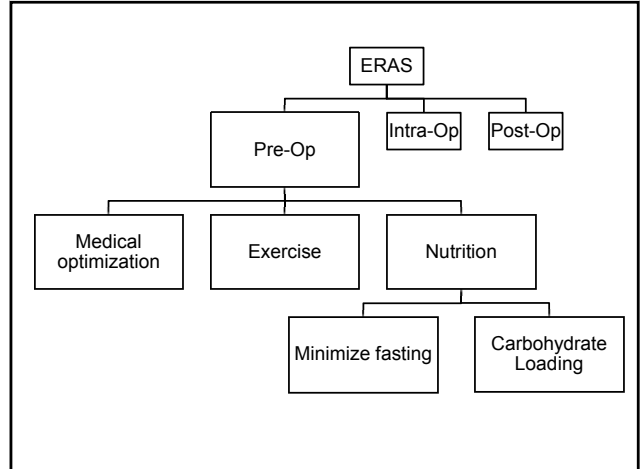 ERAS
Pre-Op
Intra-Op
Post-Op
Medical
optimization
Exercise
Nutrition
Minimize fasting
Carbohydrate
Loading